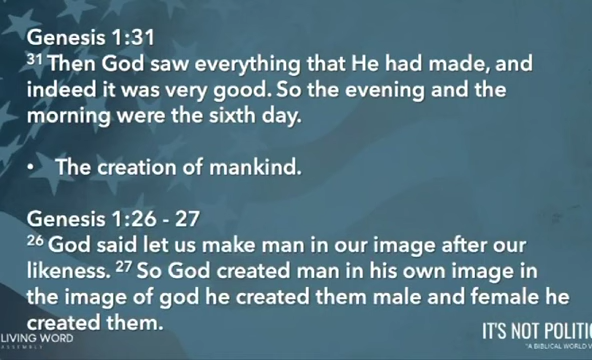 Genesis 1:31
31 Then God saw everything that He had made, and
indeed it was very good. So the evening and the
morning were the sixth day.
• The creation of mankind.
Genesis 1:26 - 27
26 God said let us make man in our image after our
likeness. 27 So God created man in his own image in
the image of god he created them male and female he
created them.
LIVING WORD
ASSEMBLY
IT'S NOT POLITIC
"A BIBLICAL WORLD V